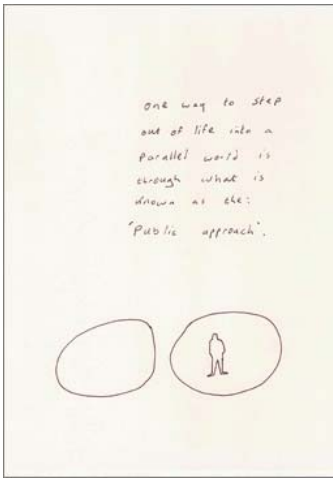 one way to step
out of life into a
parallel world is
through what is
known as the:
"Public approach".